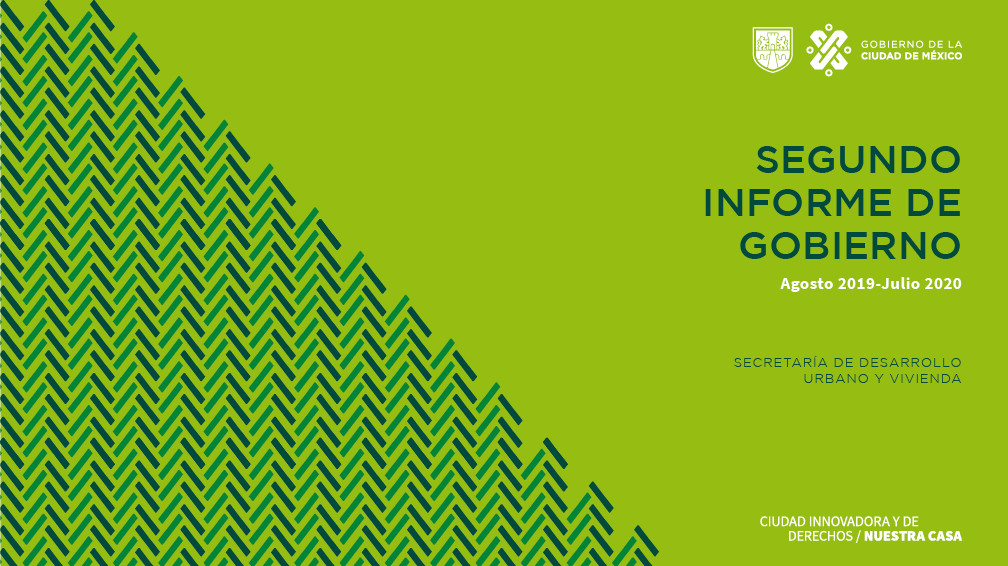 GOBIERNO DE LA
CIUDAD DE MÉXICO
SEGUNDO
INFORME DE
GOBIERNO
Agosto 2019-Julio 2020
SECRETARÍA DE DESARROLLO
URBANO Y VIVIENDA
CIUDAD INNOVADORA Y DE
DERECHOS / NUESTRA CASA